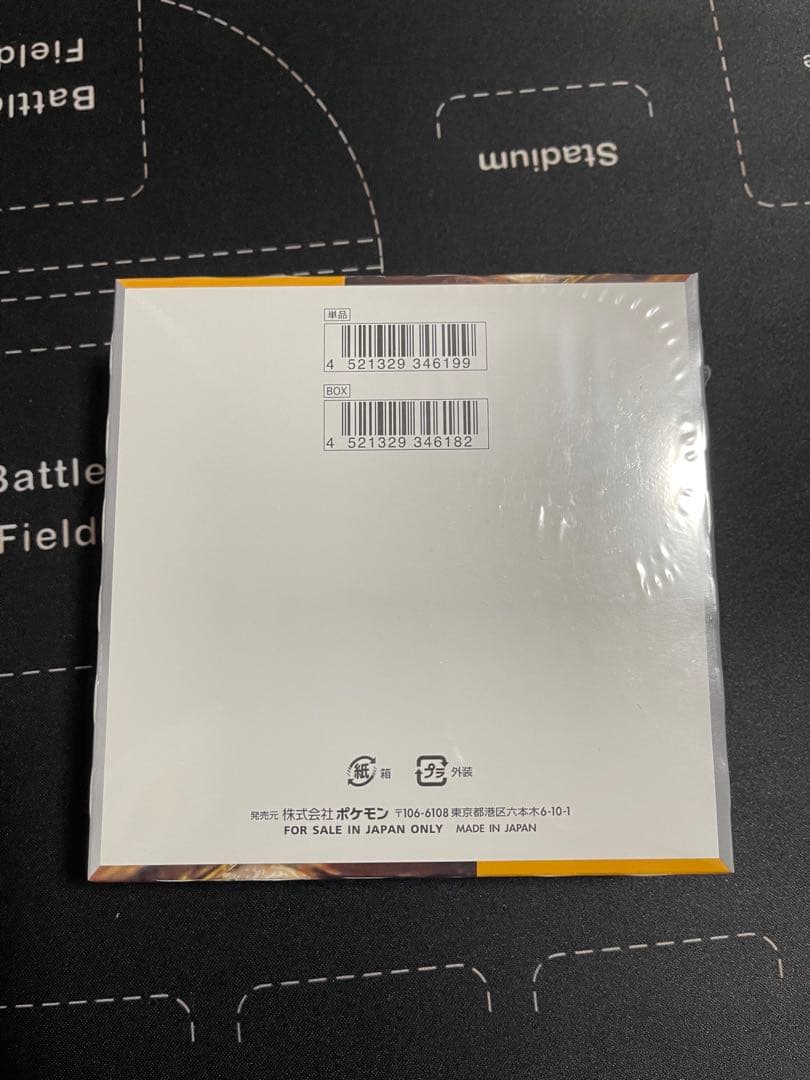 Field
Battle
Stadium
単品
4 521329 346199
BOX
4 521329 346182
Battle
Field
紙 箱
プラ 外装
発売元 株式会社 ポケモン 〒106-6108 東京都港区六本木6-10-1
FOR SALE IN JAPAN ONLY MADE IN JAPAN